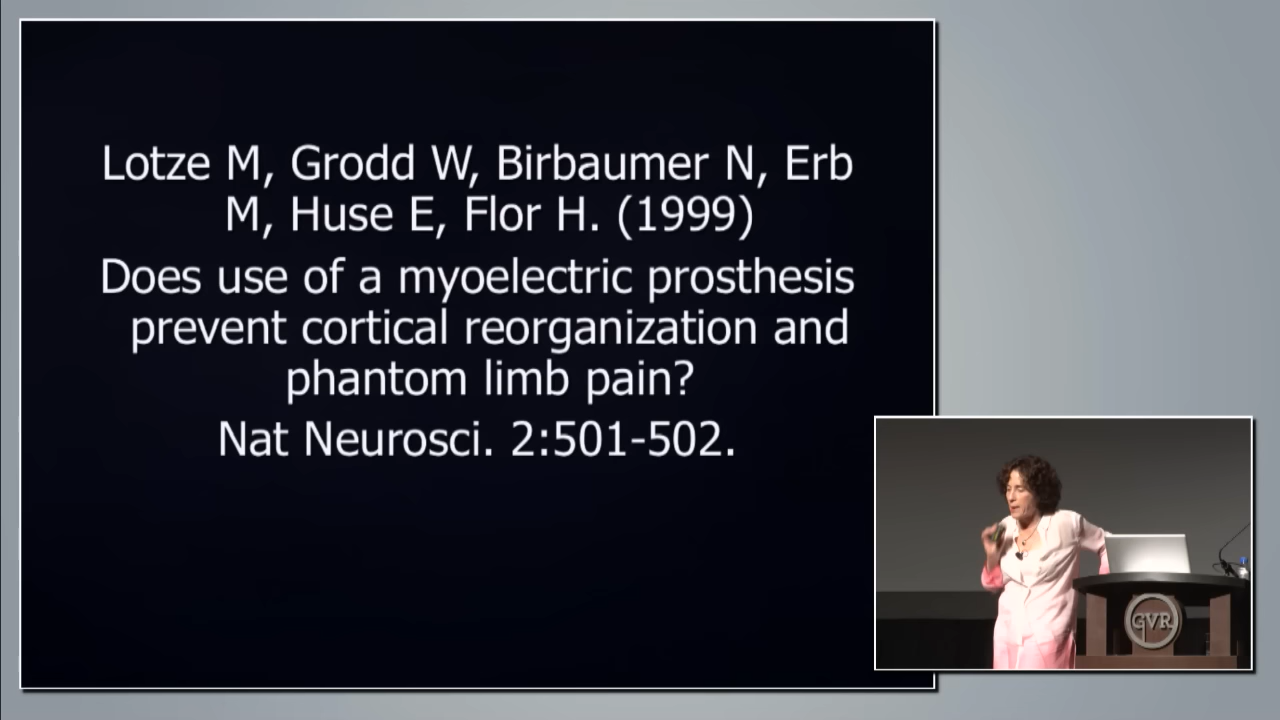 Lotze M, Grodd W, Birbaumer N, Erb
M, Huse E, Flor H. (1999)
Does use of a myoelectric prosthesis
prevent cortical reorganization and
phantom limb pain?
Nat Neurosci. 2:501-502.
GVR